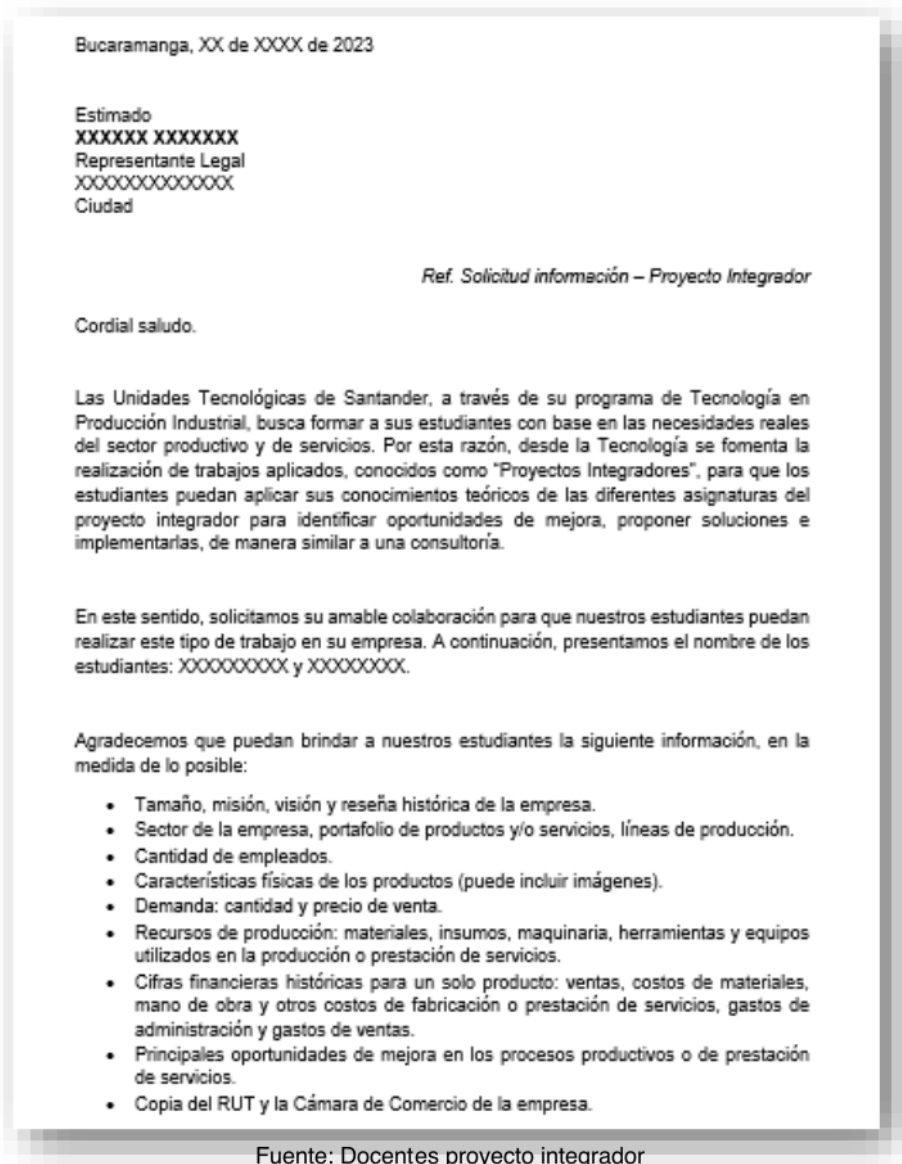 Bucaramanga, XX de XXXX de 2023
Estimado
XXXXXX XXXXXXX
Representante Legal
XXXXXXXXXXXXX
Ciudad
Ref. Solicitud información – Proyecto Integrador
Cordial saludo.
Las Unidades Tecnológicas de Santander, a través de su programa de Tecnología en
Producción Industrial, busca formar a sus estudiantes con base en las necesidades reales
del sector productivo y de servicios. Por esta razón, desde la Tecnología se fomenta la
realización de trabajos aplicados, conocidos como “Proyectos Integradores”, para que los
estudiantes puedan aplicar sus conocimientos teóricos de las diferentes asignaturas del
proyecto integrador para identificar oportunidades de mejora, proponer soluciones e
implementarlas, de manera similar a una consultoría.
En este sentido, solicitamos su amable colaboración para que nuestros estudiantes puedan
realizar este tipo de trabajo en su empresa. A continuación, presentamos el nombre de los
estudiantes: XXXXXXXXX y XXXXXXXX.
Agradecemos que puedan brindar a nuestros estudiantes la siguiente información, en la
medida de lo posible:
• Tamaño, misión, visión y reseña histórica de la empresa.
• Sector de la empresa, portafolio de productos y/o servicios, líneas de producción.
• Cantidad de empleados.
• Características físicas de los productos (puede incluir imágenes).
• Demanda: cantidad y precio de venta.
• Recursos de producción: materiales, insumos, maquinaria, herramientas y equipos
utilizados en la producción o prestación de servicios.
• Cifras financieras históricas para un solo producto: ventas, costos de materiales,
mano de obra y otros costos de fabricación o prestación de servicios, gastos de
administración y gastos de ventas.
• Principales oportunidades de mejora en los procesos productivos o de prestación
de servicios.
• Copia del RUT y la Cámara de Comercio de la empresa.
Fuente: Docentes proyecto integrador